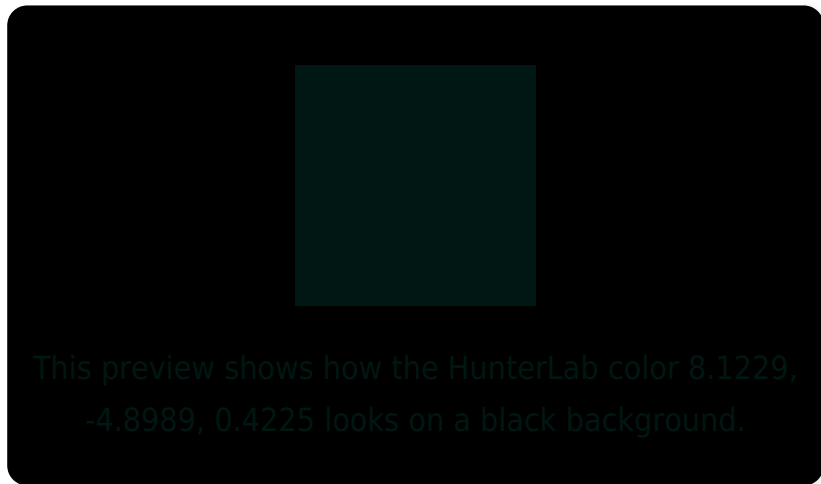 This preview shows how the HunterLab color 8.1229,
-4.8989, 0.4225 looks on a black background.